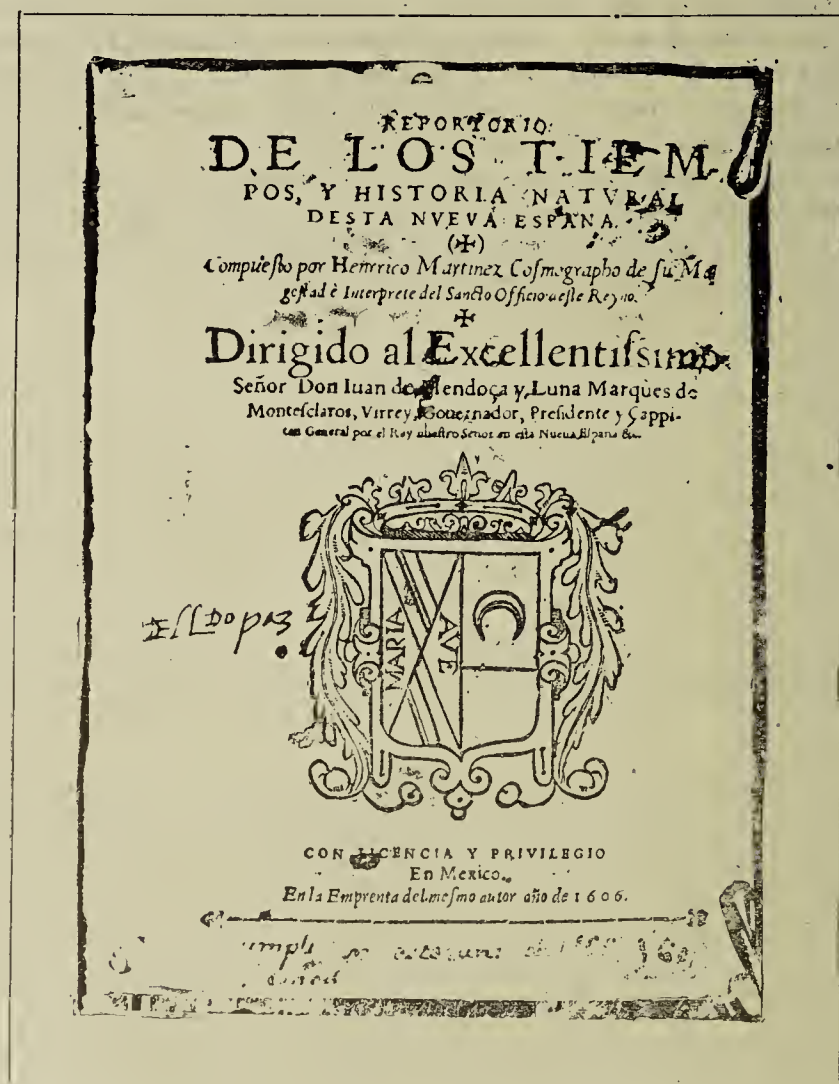 REPORTORIO
DE LOS TIEM
POS, Y HISTORIA NATVRAL
DESTA NVEVA ESPAÑA.
(✠)
Compuesto por Henrrico Martinez Cosmographo de su Ma
gestad è Interprete del Sancto Officio deste Reyno.
✠
Dirigido al Excellentissimo
Señor Don Iuan de Mendoça y Luna Marques de
Montesclaros, Virrey, Gouernador, Presidente y Cappi-
tan General por el Rey nuestro Señor en esta Nueua España &c.
MARIA
AVE
CON LICENCIA Y PRIVILEGIO
En Mexico.
En la Emprenta del mesmo autor año de 1606.